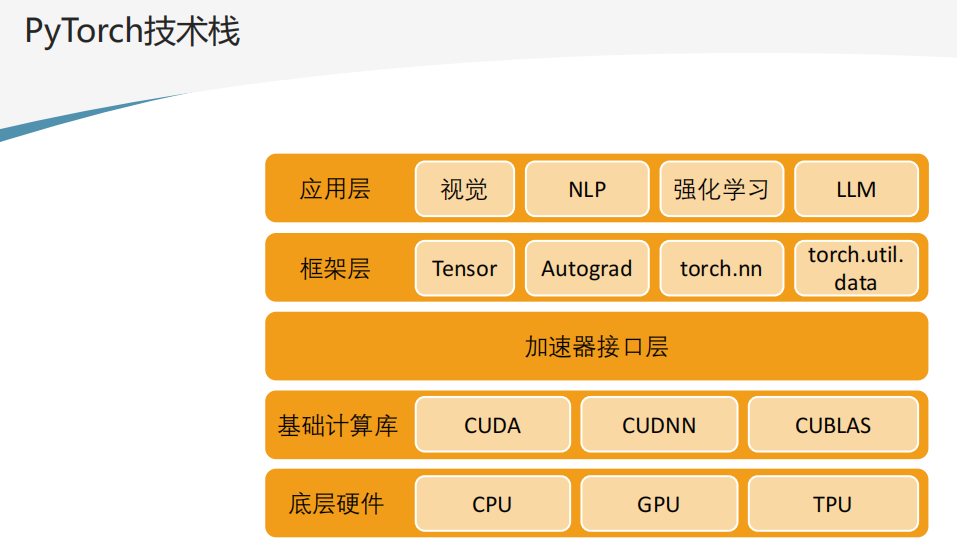 PyTorch技术栈
应用层 视觉 NLP 强化学习 LLM
框架层 Tensor Autograd torch.nn torch.util.
data
加速器接口层
基础计算库 CUDA CUDNN CUBLAS
底层硬件 CPU GPU TPU